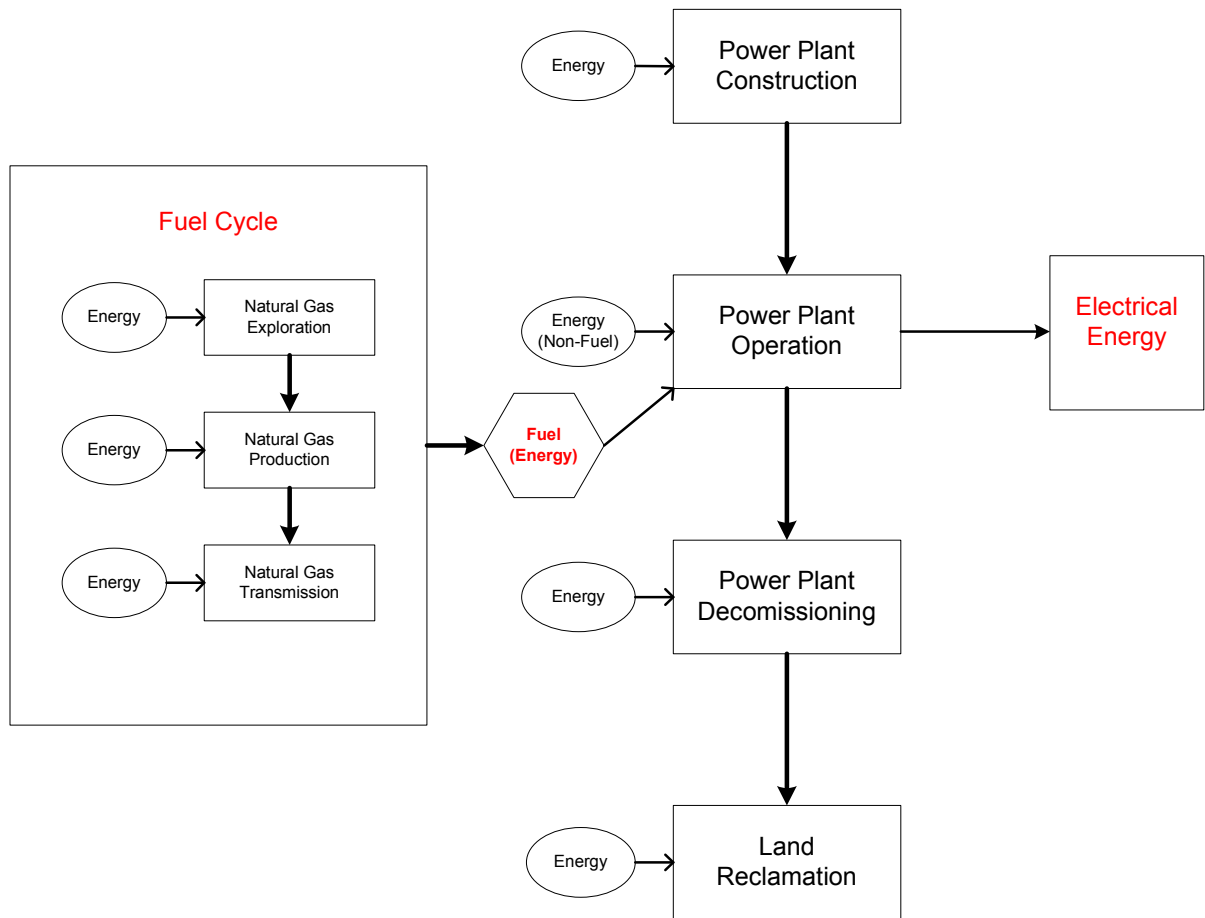 Energy
Power Plant
Construction
Fuel Cycle
Energy
Natural Gas
Exploration
Energy
Natural Gas
Production
Energy
Natural Gas
Transmission
Fuel
(Energy)
Energy
(Non-Fuel)
Power Plant
Operation
Electrical
Energy
Energy
Power Plant
Decomissioning
Energy
Land
Reclamation